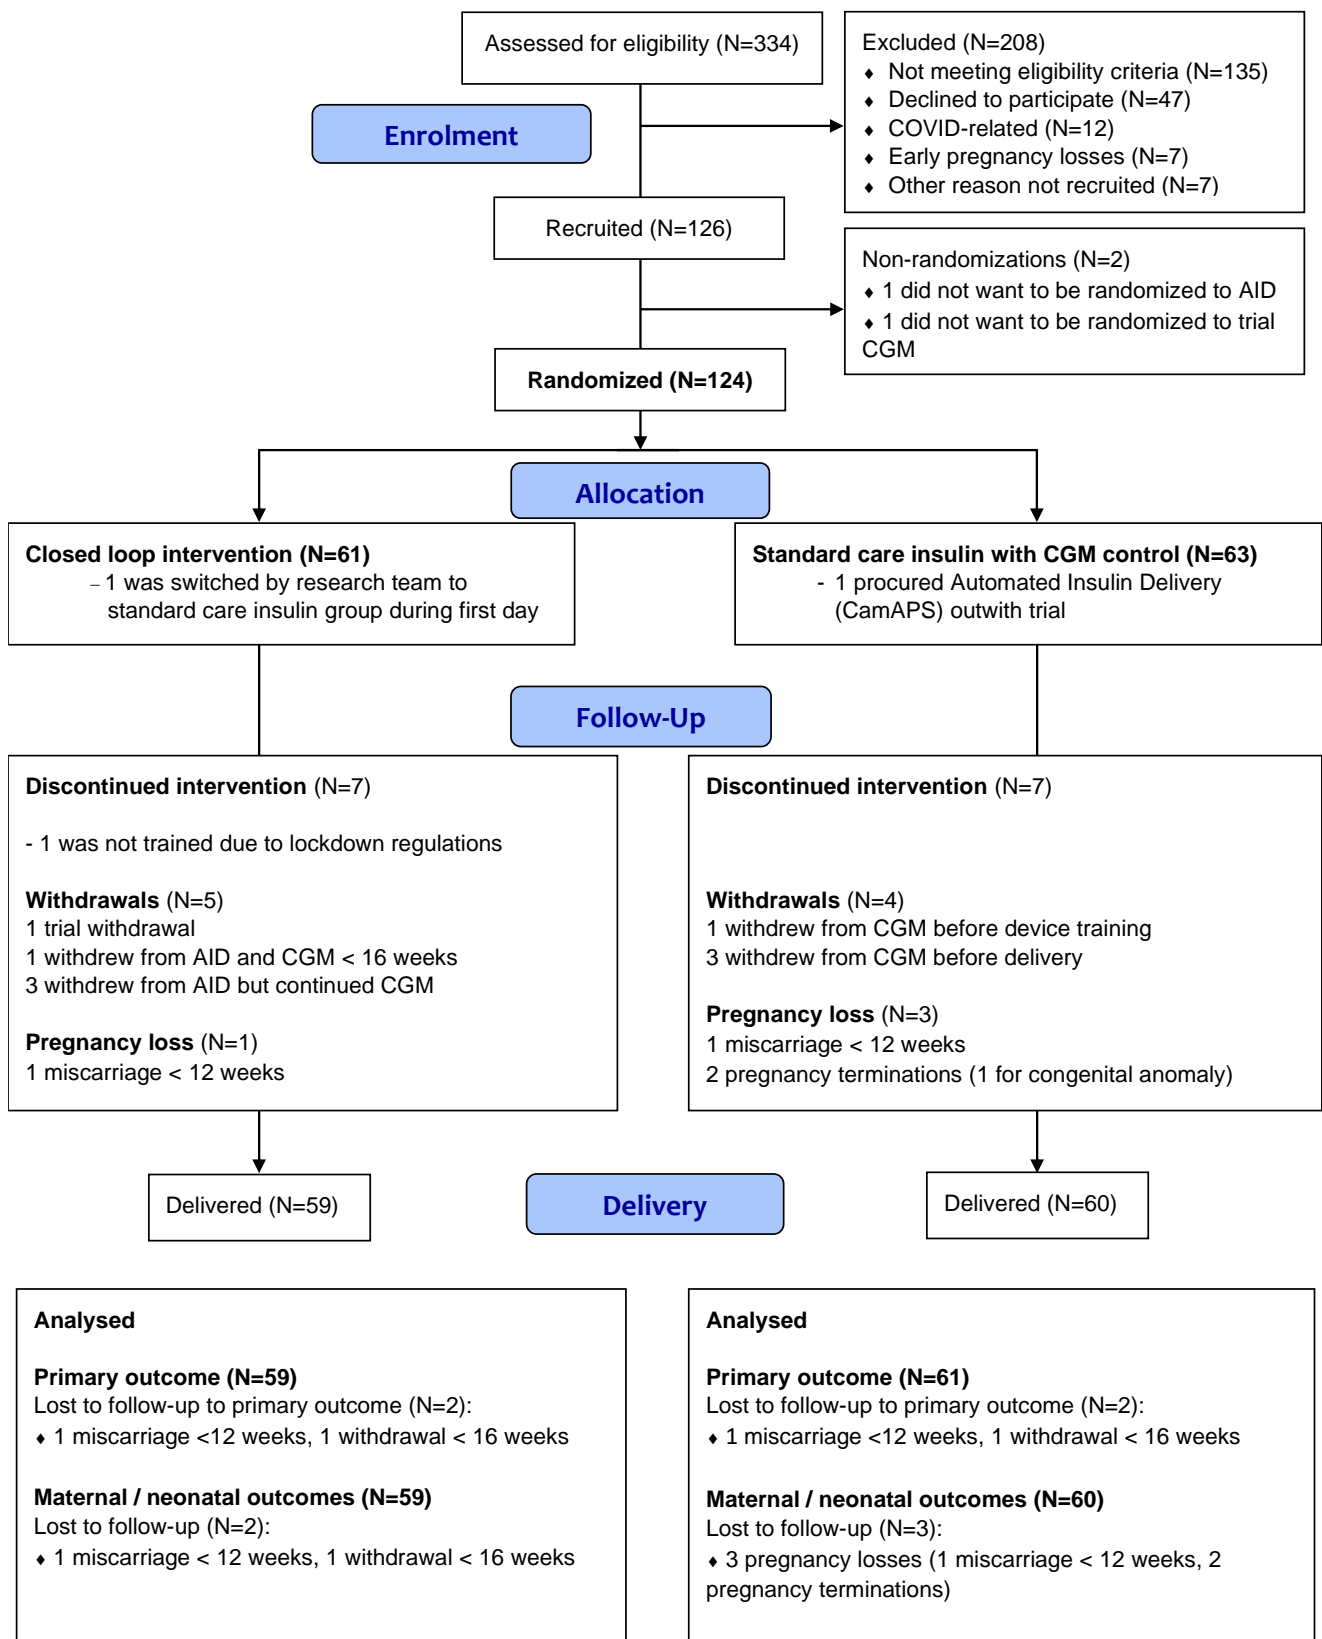 Assessed for eligibility (N=334)
Excluded (N=208)
♦ Not meeting eligibility criteria (N=135)
♦ Declined to participate (N=47)
♦ COVID-related (N=12)
♦ Early pregnancy losses (N=7)
♦ Other reason not recruited (N=7)
Enrolment
Recruited (N=126)
Non-randomizations (N=2)
♦ 1 did not want to be randomized to AID
♦ 1 did not want to be randomized to trial
CGM
Randomized (N=124)
Allocation
Closed loop intervention (N=61)
– 1 was switched by research team to
standard care insulin group during first day
Standard care insulin with CGM control (N=63)
- 1 procured Automated Insulin Delivery
(CamAPS) outwith trial
Follow-Up
Discontinued intervention (N=7)
- 1 was not trained due to lockdown regulations
Withdrawals (N=5)
1 trial withdrawal
1 withdrew from AID and CGM < 16 weeks
3 withdrew from AID but continued CGM
Pregnancy loss (N=1)
1 miscarriage < 12 weeks
Discontinued intervention (N=7)
Withdrawals (N=4)
1 withdrew from CGM before device training
3 withdrew from CGM before delivery
Pregnancy loss (N=3)
1 miscarriage < 12 weeks
2 pregnancy terminations (1 for congenital anomaly)
Delivery
Delivered (N=59)
Delivered (N=60)
Analysed
Primary outcome (N=59)
Lost to follow-up to primary outcome (N=2):
♦ 1 miscarriage <12 weeks, 1 withdrawal < 16 weeks
Maternal / neonatal outcomes (N=59)
Lost to follow-up (N=2):
♦ 1 miscarriage < 12 weeks, 1 withdrawal < 16 weeks
Analysed
Primary outcome (N=61)
Lost to follow-up to primary outcome (N=2):
♦ 1 miscarriage <12 weeks, 1 withdrawal < 16 weeks
Maternal / neonatal outcomes (N=60)
Lost to follow-up (N=3):
♦ 3 pregnancy losses (1 miscarriage < 12 weeks, 2
pregnancy terminations)